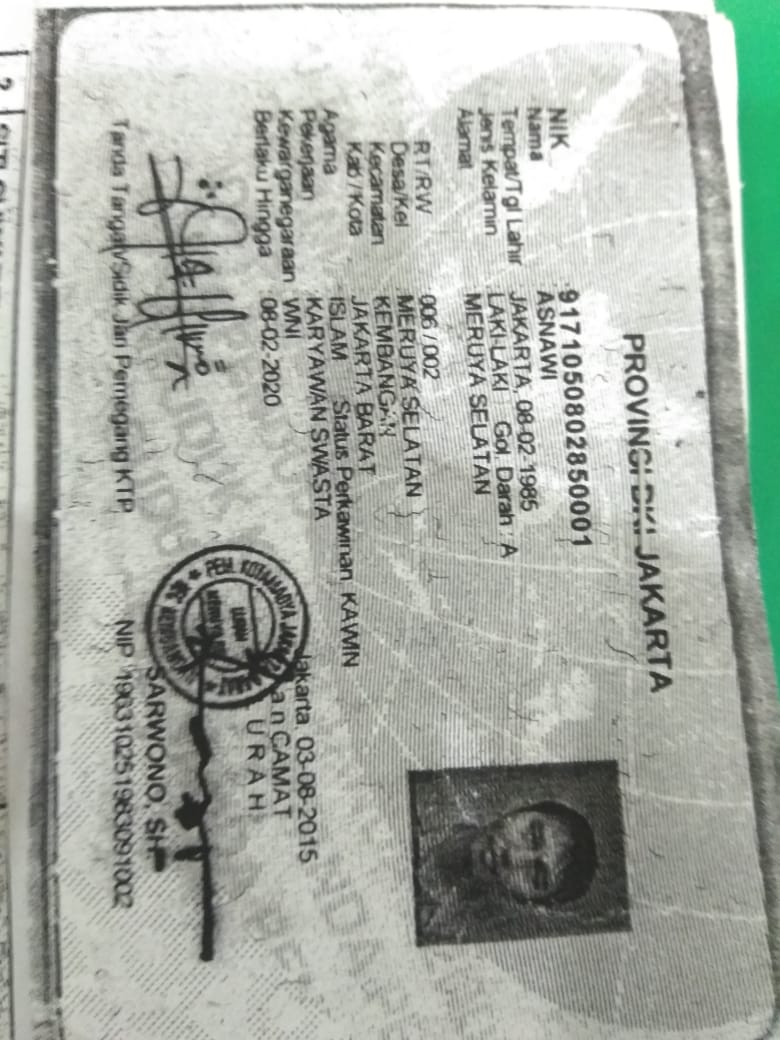 PROVINSI DKI JAKARTA
NIK : 9171050802850001
Nama : ASNAWI
Tempat/Tgl Lahir : JAKARTA, 08-02-1985
Jenis Kelamin : LAKI-LAKI Gol. Darah : A
Alamat : MERUYA SELATAN
RT/RW : 006 / 002
Desa/Kel : MERUYA SELATAN
Kecamatan : KEMBANGAN
Kab / Kota : JAKARTA BARAT
Agama : ISLAM Status Perkawinan KAWIN
Pekerjaan : KARYAWAN SWASTA
Kewarganegaraan : WNI
Berlaku Hingga : 08-02-2020
Jakarta, 03-08-2015
a n CAMAT
URAH
PEM. KOTAMADYA JAKARTA
SARWONO, SH
Tanda Tangan/Sidik Jari Pemegang KTP
NIP 196310251983091002